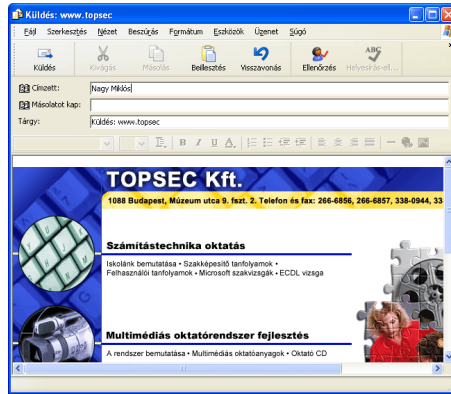 Küldés: www.topsec
Fájl Szerkesztés Nézet Beszúrás Formátum Eszközök Üzenet Súgó
Küldés Kivágás Másolás Beillesztés Visszavonás Ellenőrzés Helyesírás-ell...
Címzett: Nagy Miklós
Másolatot kap:
Tárgy: Küldés: www.topsec
TOPSEC Kft.
1088 Budapest, Múzeum utca 9. fszt. 2. Telefon és fax: 266-6856, 266-6857, 338-0944, 33
Számítástechnika oktatás
Iskolánk bemutatása • Szakképesítő tanfolyamok •
Felhasználói tanfolyamok • Microsoft szakvizsgák • ECDL vizsga
Multimédiás oktatórendszer fejlesztés
A rendszer bemutatása • Multimédiás oktatóanyagok • Oktató CD